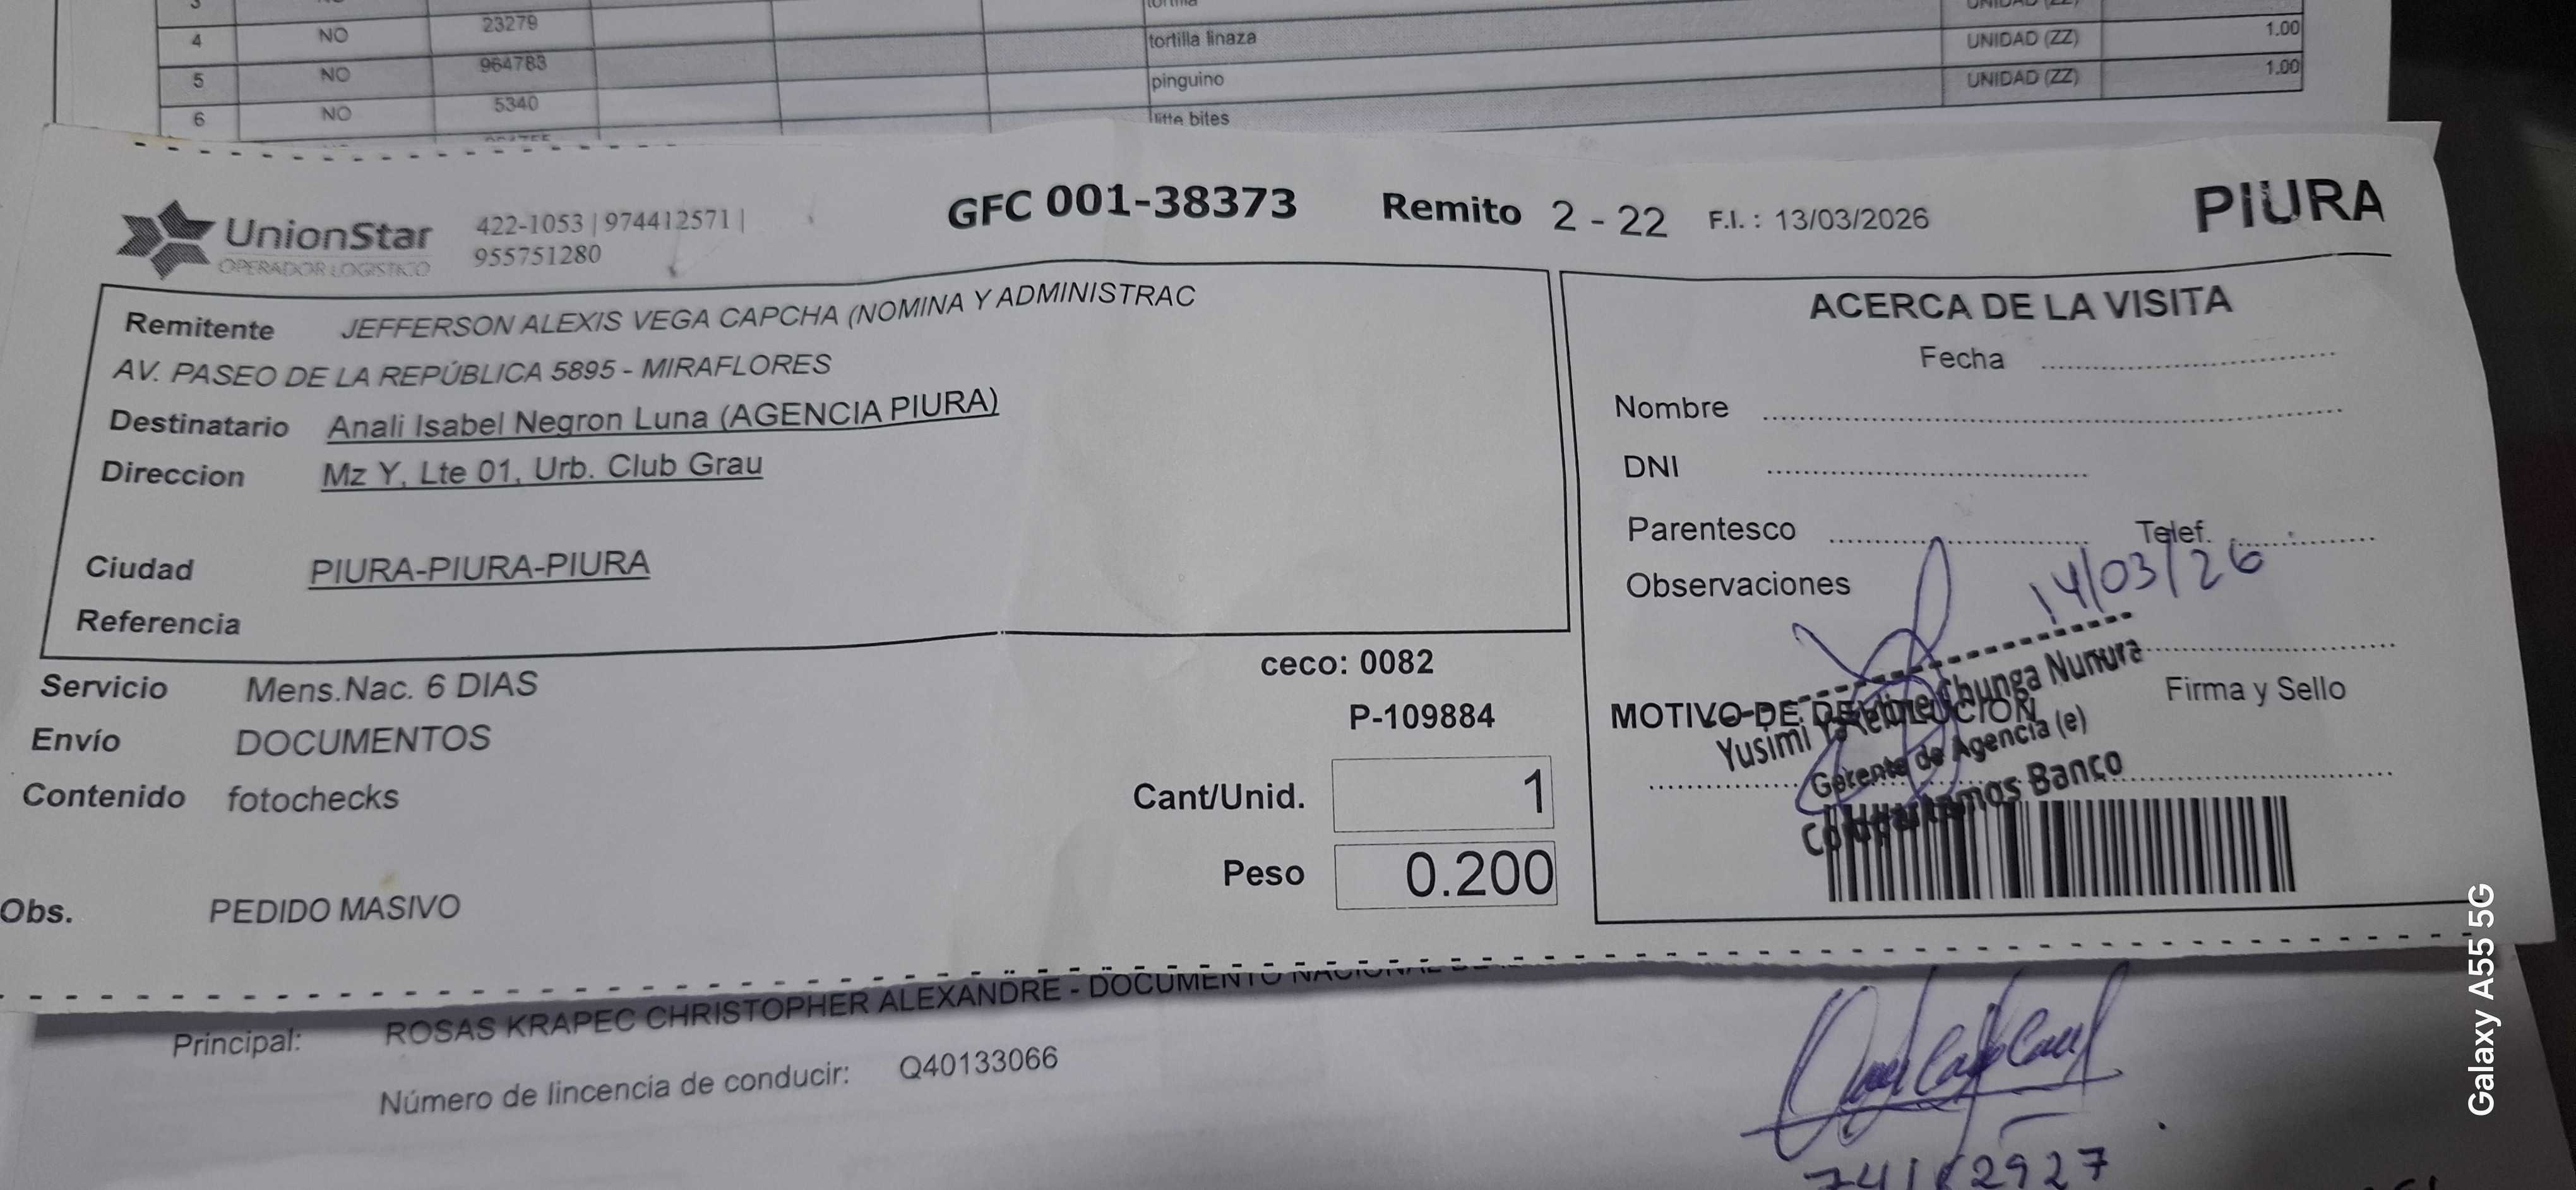 4 NO 23279 tortilla linaza UNIDAD (ZZ) 1.00
5 NO 964783 pinguino UNIDAD (ZZ) 1.00
6 NO 5340 litte bites
UnionStar
OPERADOR LOGISTICO
422-1053 | 974412571 |
955751280
GFC 001-38373 Remito 2 - 22 F.I. : 13/03/2026
PIURA
Remitente JEFFERSON ALEXIS VEGA CAPCHA (NOMINA Y ADMINISTRAC
AV. PASEO DE LA REPÚBLICA 5895 - MIRAFLORES
Destinatario Anali Isabel Negron Luna (AGENCIA PIURA)
Direccion Mz Y, Lte 01, Urb. Club Grau
Ciudad PIURA-PIURA-PIURA
Referencia
Servicio Mens.Nac. 6 DIAS
Envío DOCUMENTOS
Contenido fotochecks
Obs. PEDIDO MASIVO
ceco: 0082
P-109884
Cant/Unid. 1
Peso 0.200
ACERCA DE LA VISITA
Fecha
Nombre
DNI
Parentesco Telef.
Observaciones
14/03/26
Firma y Sello
MOTIVO DE DEVOLUCION
Yusimi Chunga Nunura
Gerente de Agencia (e)
Compartamos Banco
Principal: ROSAS KRAPEC CHRISTOPHER ALEXANDRE - DOCUMENTO NACIONAL
Número de lincencia de conducir: Q40133066
Galaxy A55 5G